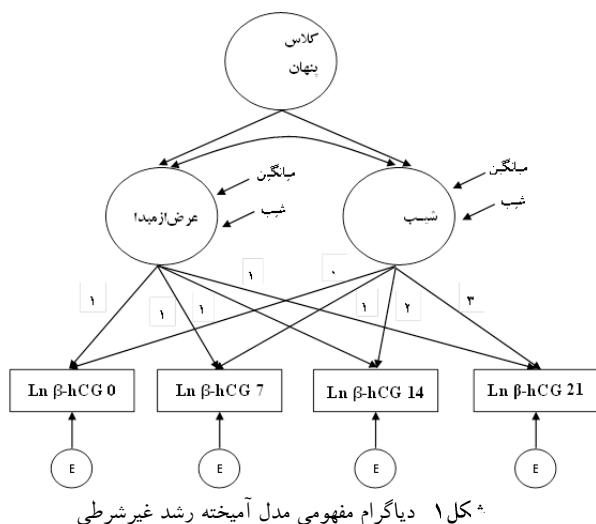 کلاس
پنهان
میانگین
شیب
عرض‌ازمبدا
میانگین
شیب
شیب
۱
۱
۱
۱
۰
۱
۲
۳
Ln β-hCG 0
Ln β-hCG 7
Ln β-hCG 14
Ln β-hCG 21
E
E
E
E
شکل۱ دیاگرام مفهومی مدل آمیخته رشد غیرشرطی